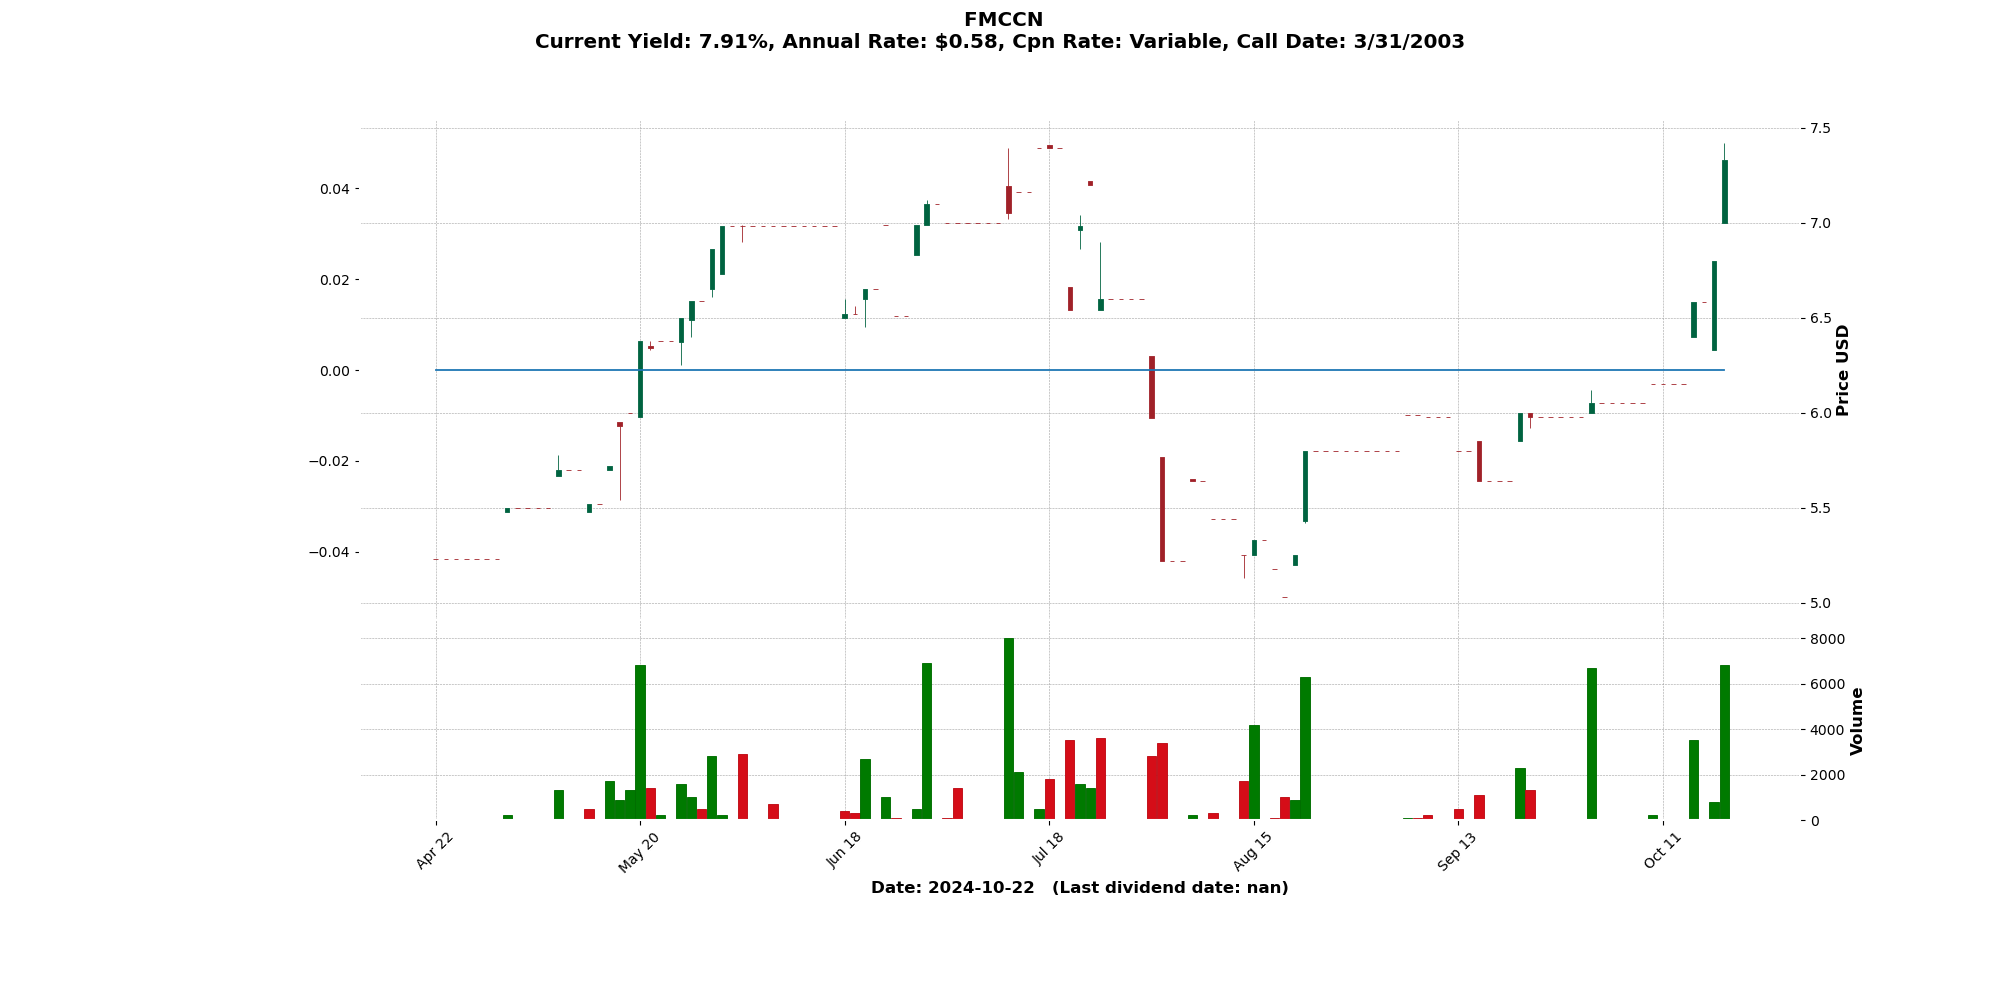 FMCCN
Current Yield: 7.91%, Annual Rate: $0.58, Cpn Rate: Variable, Call Date: 3/31/2003
0.04
0.02
0.00
−0.02
−0.04
7.5
7.0
6.5
6.0
5.5
5.0
Price USD
8000
6000
4000
2000
0
Volume
Apr 22
May 20
Jun 18
Jul 18
Aug 15
Sep 13
Oct 11
Date: 2024-10-22   (Last dividend date: nan)